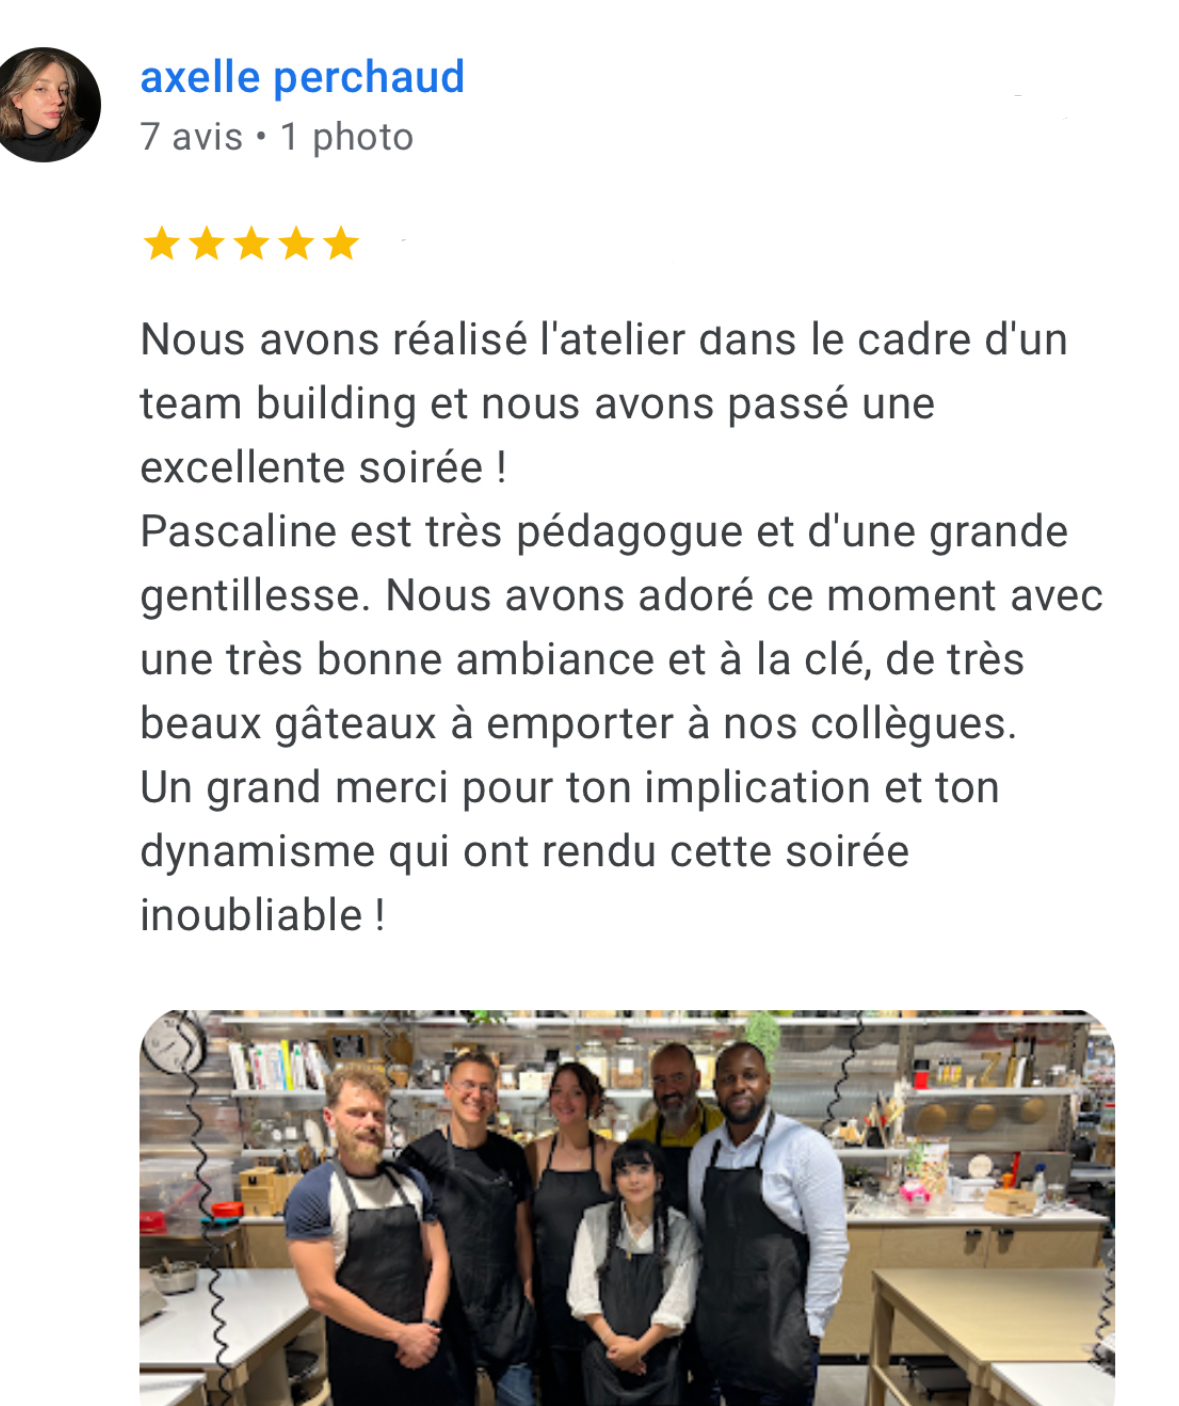 axelle perchaud
7 avis • 1 photo
Nous avons réalisé l'atelier dans le cadre d'un
team building et nous avons passé une
excellente soirée !
Pascaline est très pédagogue et d'une grande
gentillesse. Nous avons adoré ce moment avec
une très bonne ambiance et à la clé, de très
beaux gâteaux à emporter à nos collègues.
Un grand merci pour ton implication et ton
dynamisme qui ont rendu cette soirée
inoubliable !